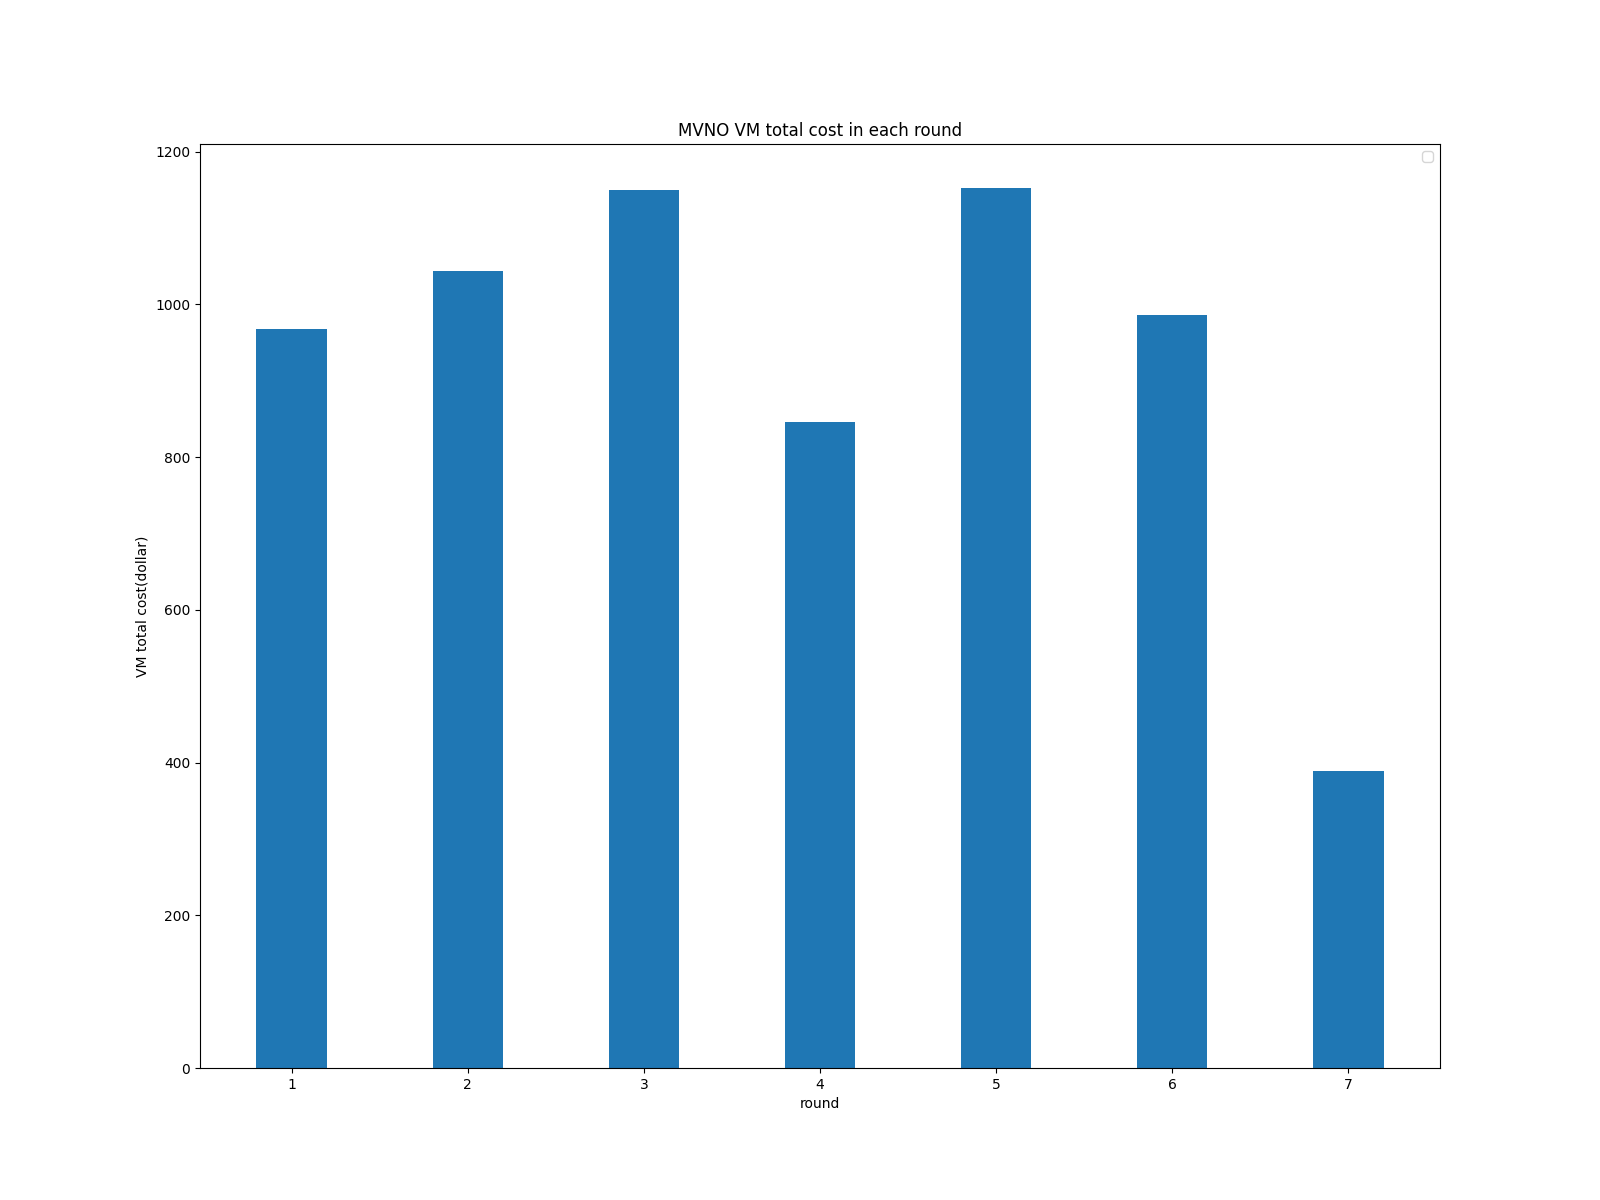 MVNO VM total cost in each round
1200
1000
800
600
400
200
0
VM total cost(dollar)
1 2 3 4 5 6 7
round